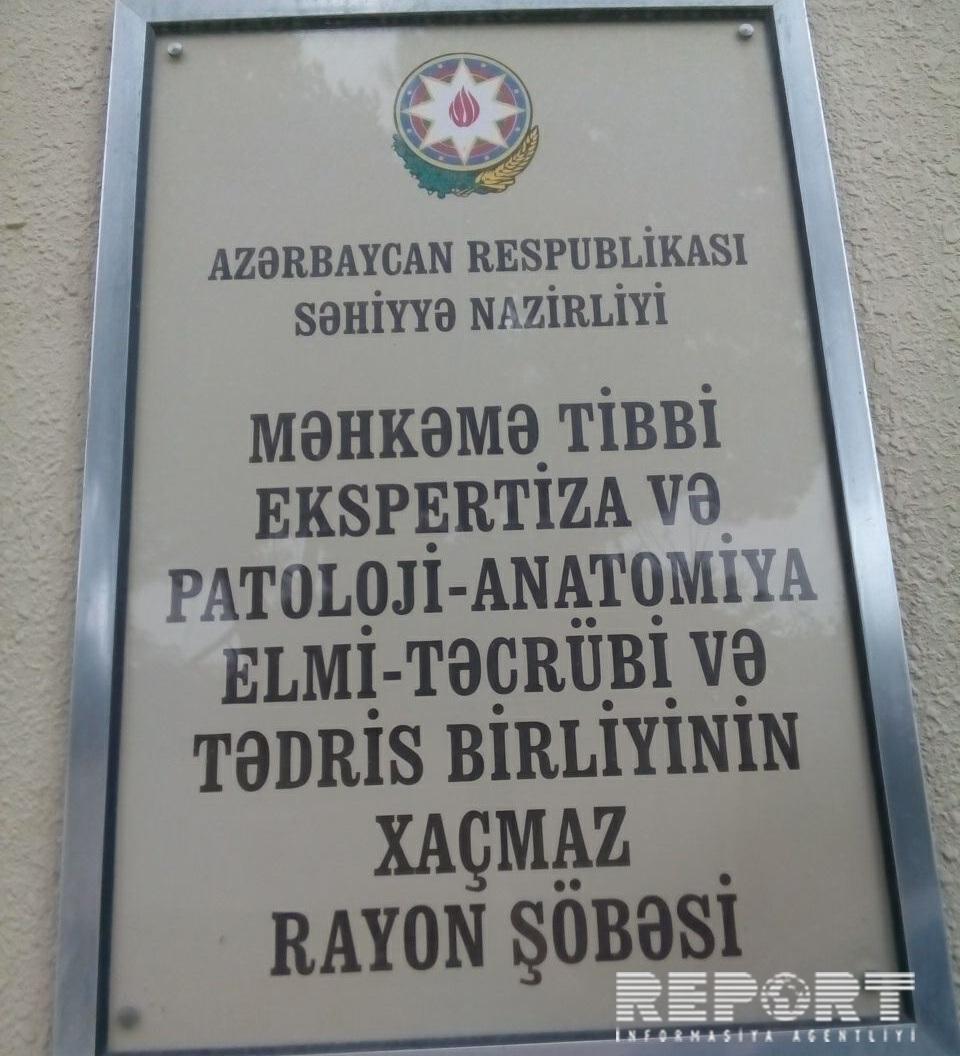 AZƏRBAYCAN RESPUBLİKASI
SƏHİYYƏ NAZİRLİYİ
MƏHKƏMƏ TİBBİ
EKSPERTİZA VƏ
PATOLOJİ-ANATOMİYA
ELMİ-TƏCRÜBİ VƏ
TƏDRİS BİRLİYİNİN
XAÇMAZ
RAYON ŞÖBƏSİ
REPORT
İNFORMASİYA AGENTLİYİ